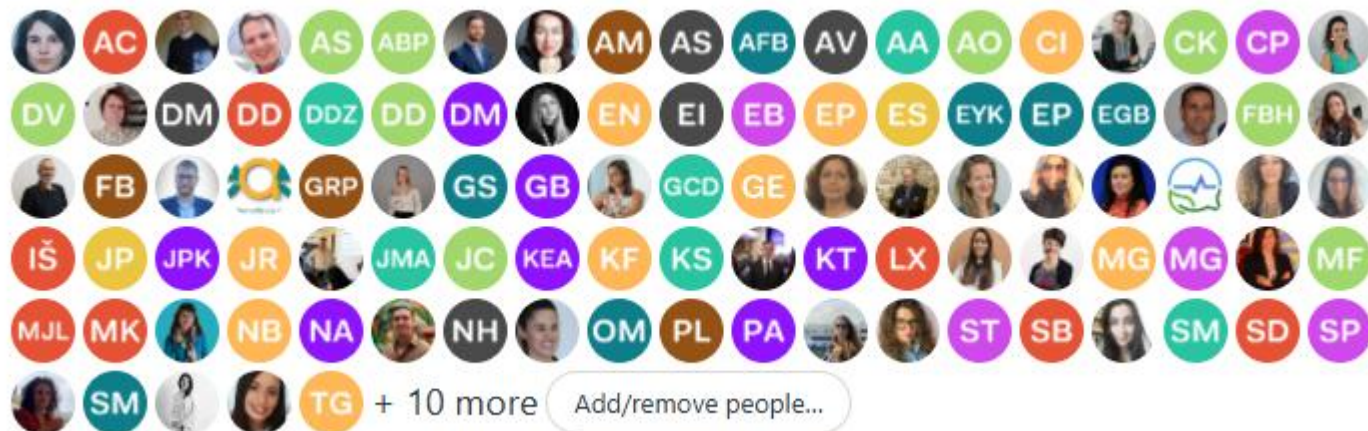 AC AS ABP AM AS AFB AV AA AO CI CK CP
DV DM DD DDZ DD DM EN EI EB EP ES EYK EP EGB FBH
FB GRP GS GB GCD GE
IŠ JP JPK JR JMA JC KEA KF KS KT LX MG MG MF
MJL MK NB NA NH OM PL PA ST SB SM SD SP
SM TG + 10 more Add/remove people...